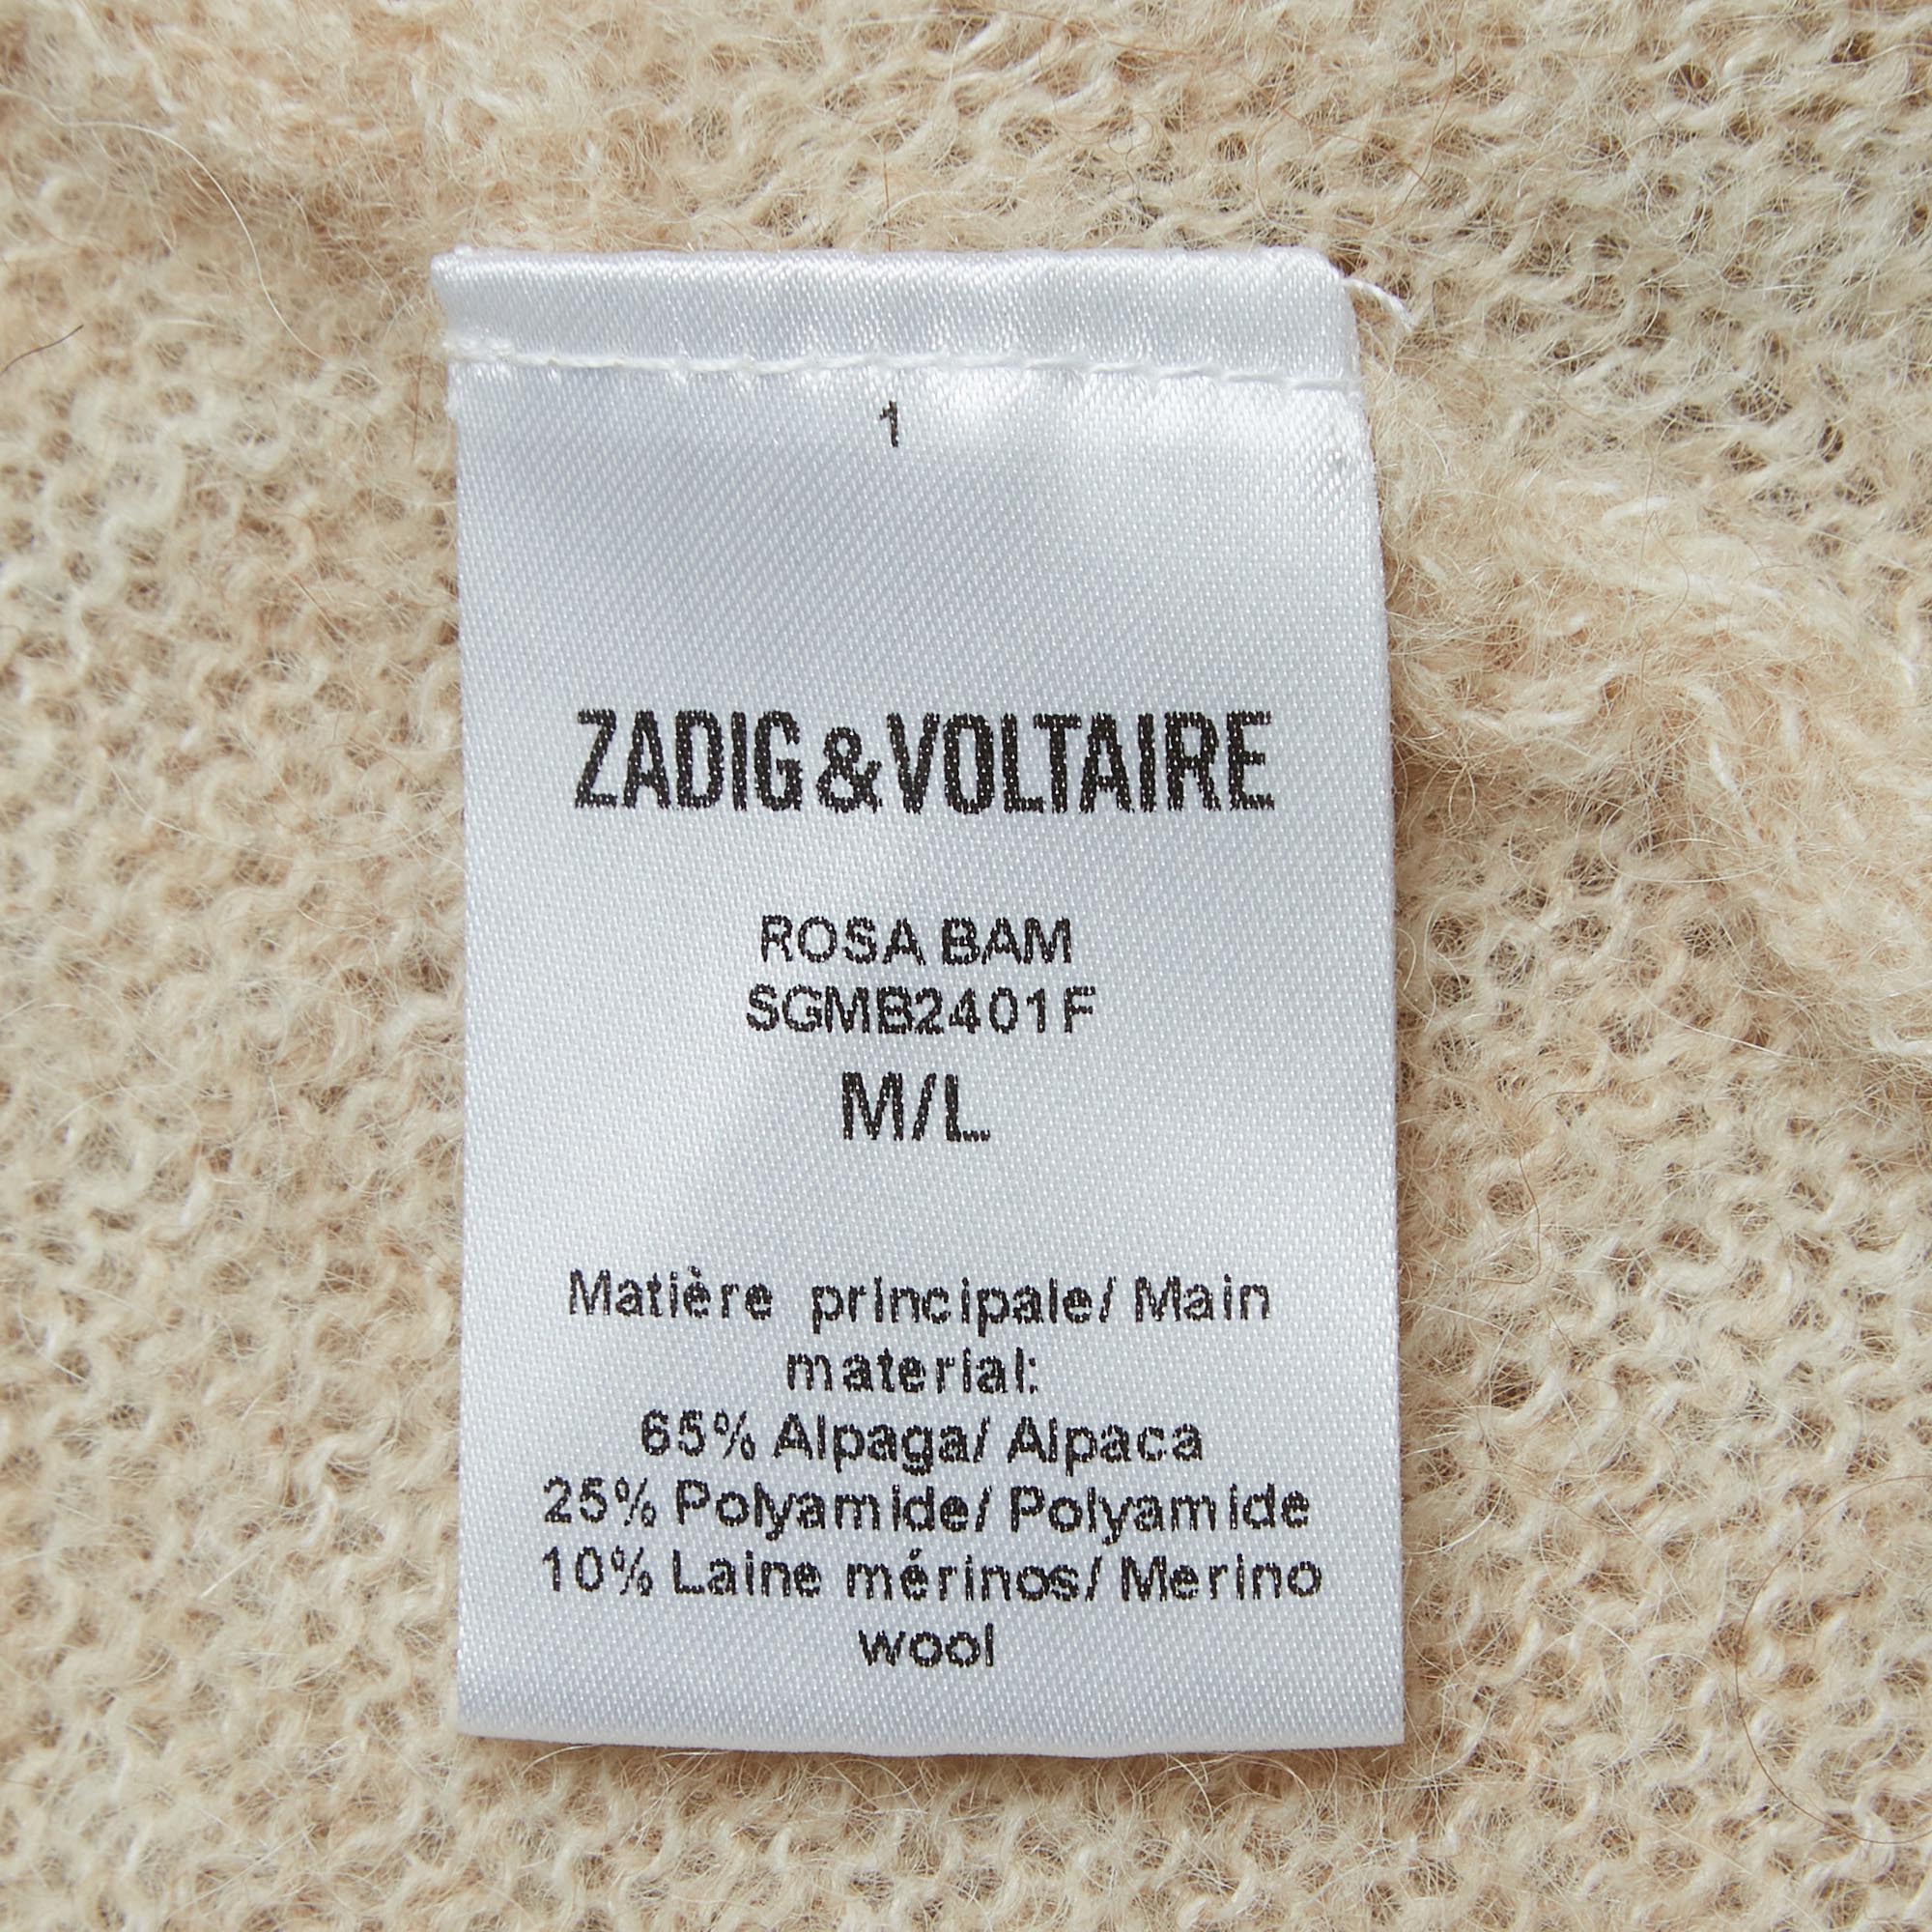 1
ZADIG&VOLTAIRE
ROSA BAM
SGMB2401F
M/L
Matière principale/ Main
material:
65% Alpaga/ Alpaca
25% Polyamide/ Polyamide
10% Laine mérinos/ Merino
wool